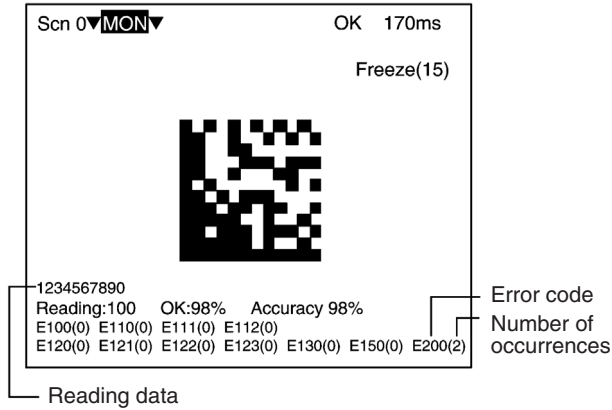 Scn 0▼MON▼ OK 170ms
Freeze(15)
1234567890
Reading:100 OK:98% Accuracy 98%
E100(0) E110(0) E111(0) E112(0)
E120(0) E121(0) E122(0) E123(0) E130(0) E150(0) E200(2)
Error code
Number of
occurrences
Reading data